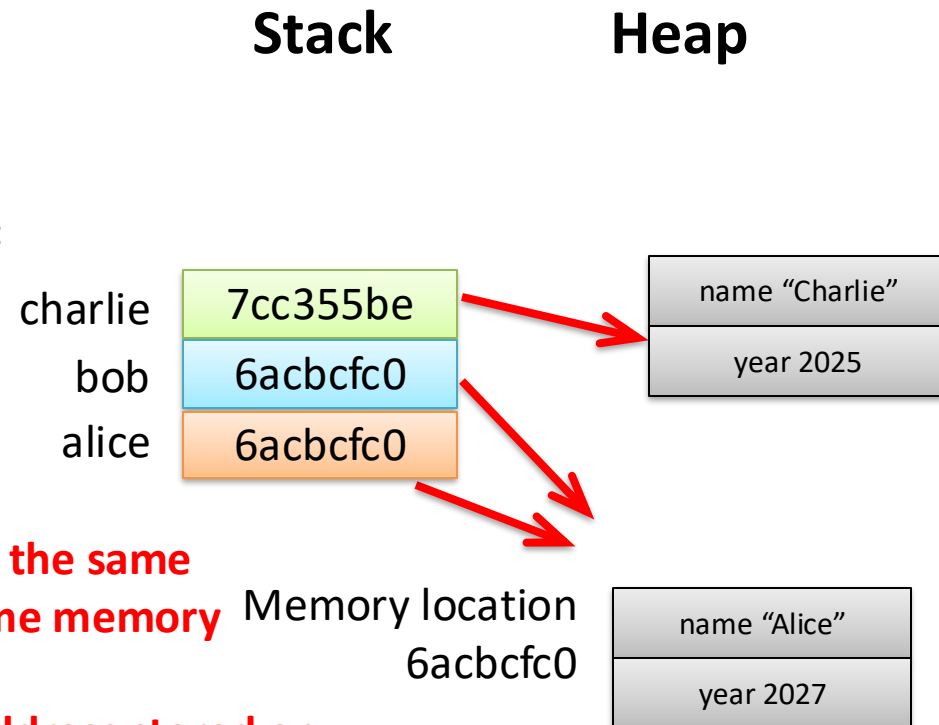 Stack Heap
charlie 7cc355be name “Charlie”
bob 6acbcfc0 year 2025
alice 6acbcfc0
the same
memory
Memory location
6acbcfc0
name “Alice”
year 2027
stored